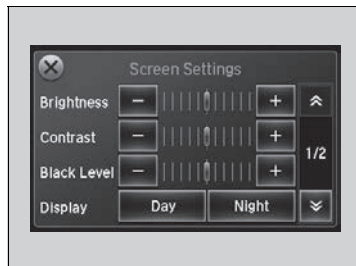 Screen Settings
Brightness − +
Contrast − +
1/2
Black Level − +
Display Day Night